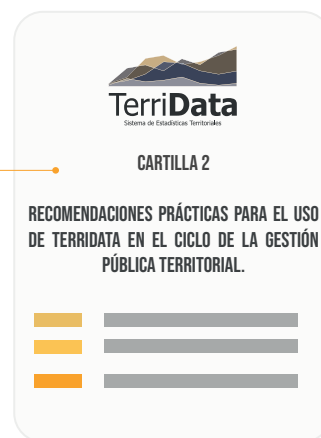 TerriData
Sistema de Estadísticas Territoriales
CARTILLA 2
RECOMENDACIONES PRÁCTICAS PARA EL USO
DE TERRIDATA EN EL CICLO DE LA GESTIÓN
PÚBLICA TERRITORIAL.